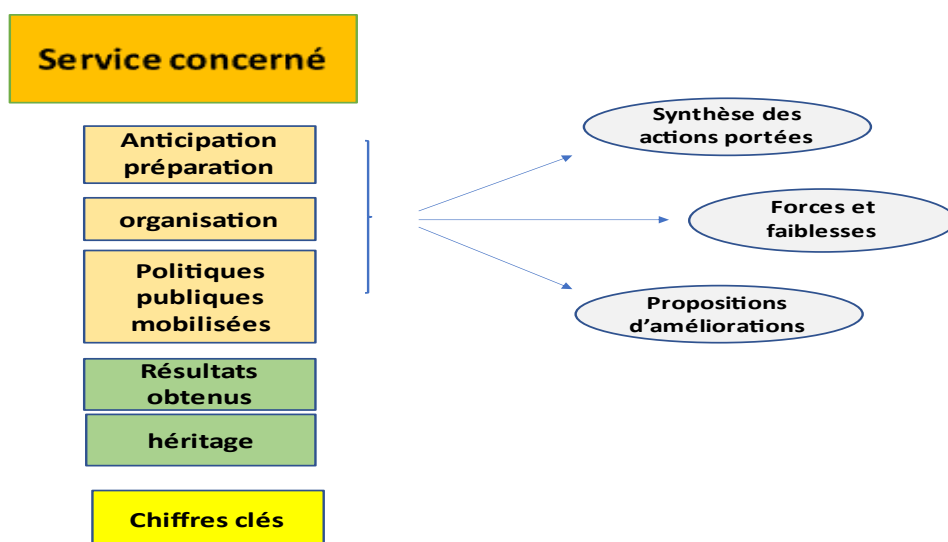 Service concerné
Anticipation
préparation
organisation
Politiques
publiques
mobilisées
Résultats
obtenus
héritage
Chiffres clés
Synthèse des
actions portées
Forces et
faiblesses
Propositions
d’améliorations